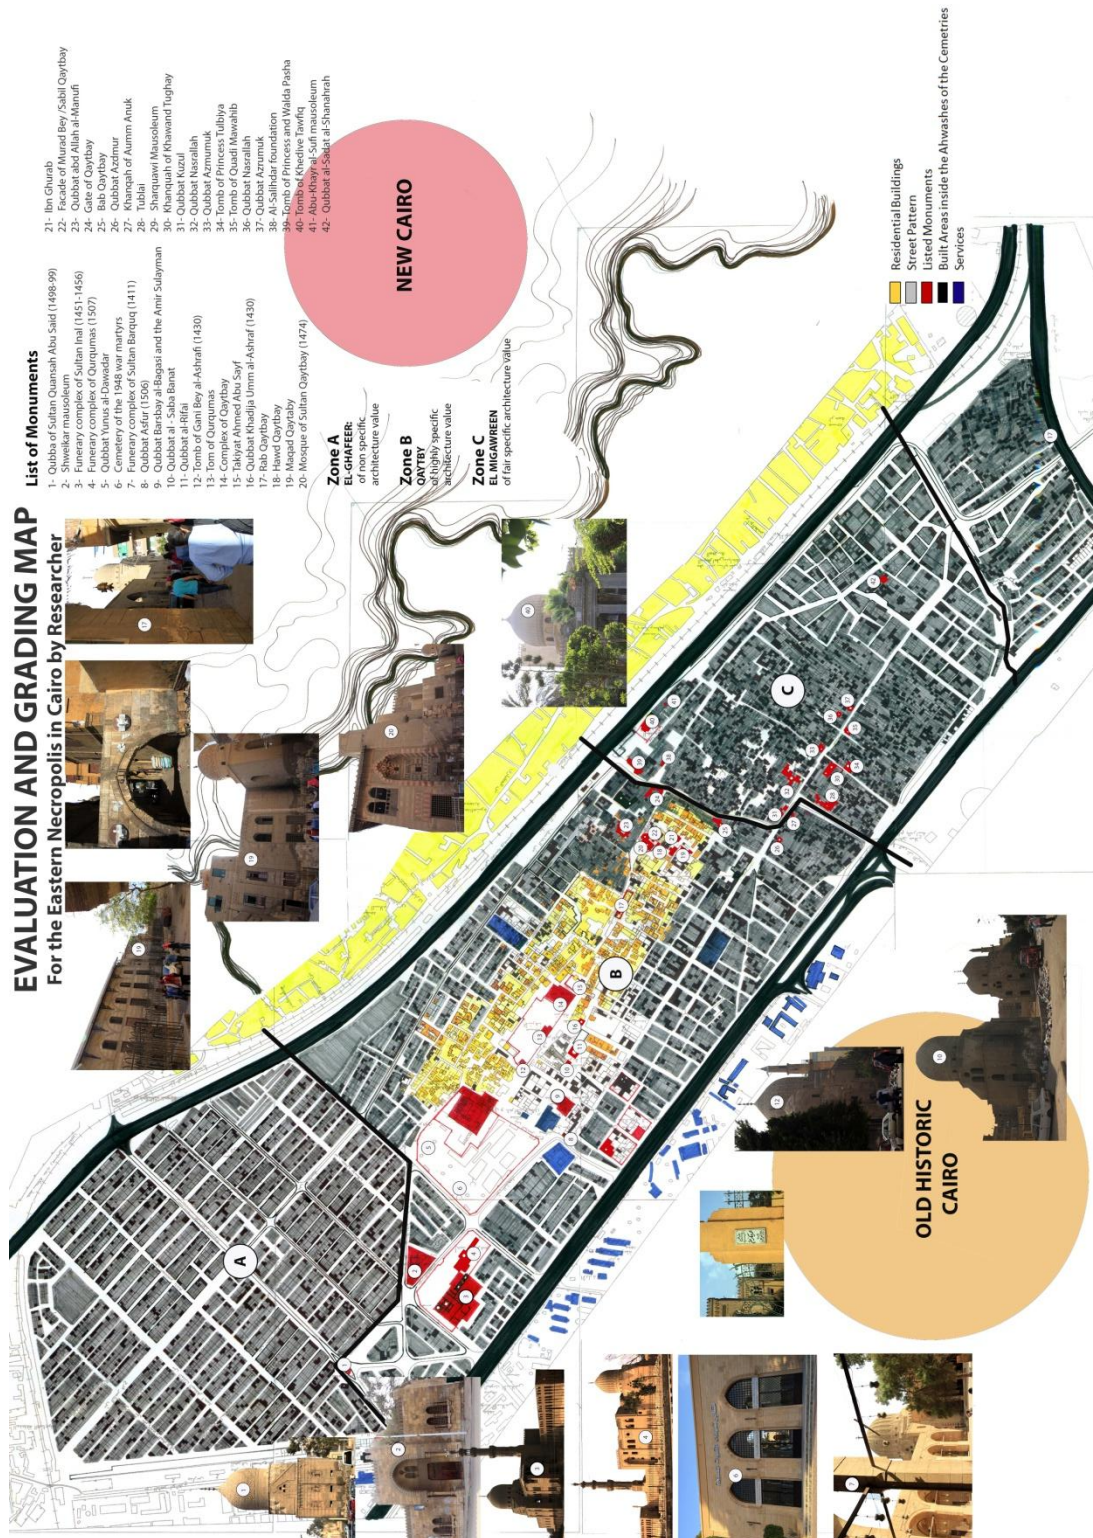 EVALUATION AND GRADING MAP
For the Eastern Necropolis in Cairo by Researcher
List of Monuments
1- Qubba of Sultan Quansah Abu Said (1498-99)
2- Shweikar mausoleum
3- Funerary complex of Sultan Inal (1451-1456)
4- Funerary complex of Qurqumas (1507)
5- Qubbat Yunus al-Dawadar
6- Cemetery of the 1948 war martyrs
7- Funerary complex of Sultan Barquq (1411)
8- Qubbat Asfur (1506)
9- Qubbat Barsbay al-Bagasi and the Amir Sulayman
10- Qubbat al - Saba Banat
11- Qubbat al-Rifai
12- Tomb of Gani Bey al-Ashrafi (1430)
13- Tom of Qurqumas
14- Complex of Qaytbay
15- Takiyat Ahmed Abu Sayf
16- Qubbat Khadija Umm al-Ashraf (1430)
17- Rab Qaytbay
18- Hawd Qaytbay
19- Maqad Qaytaby
20- Mosque of Sultan Qaytbay (1474)
21- Ibn Ghurab
22- Facade of Murad Bey /Sabil Qaytbay
23- Qubbat abd Allah al-Manufi
24- Gate of Qaytbay
25- Bab Qaytbay
26- Qubbat Azdmur
27- Khanqah of Aumm Anuk
28- Tublai
29- Sharquawi Mausoleum
30- Khanquah of Khawand Tughay
31- Qubbat Kuzul
32- Qubbat Nasrallah
33- Qubbat Azmumuk
34- Tomb of Princess Tulbiya
35- Tomb of Quadi Mawahib
36- Qubbat Nasrallah
37- Qubbat Azrumuk
38- Al-Salihdar foundation
39- Tomb of Princess and Walda Pasha
40- Tomb of Khedive Tawfiq
41- Abu-Khayr al-Sufi mausoleum
42- Qubbat al-Sadat al-Shanahrah
Zone A
EL-GHAFEER:
of non specific
architecture value
Zone B
QAYTBY
of highly specific
architecture value
Zone C
EL MIGAWREEN
of fair specific architecture value
NEW CAIRO
Residential Buildings
Street Pattern
Listed Monuments
Built Areas inside the Ahwashes of the Cemetries
Services
A
B
C
OLD HISTORIC
CAIRO